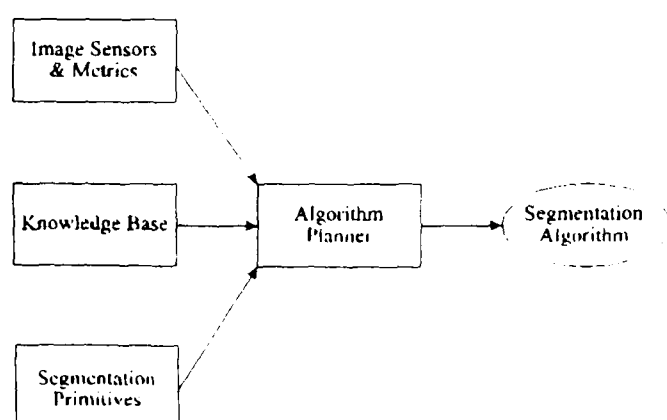 Image Sensors
& Metrics
Knowledge Base
Algorithm
Planner
Segmentation
Algorithm
Segmentation
Primitives